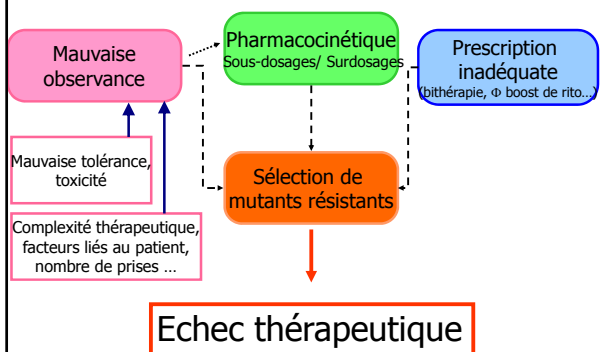 Mauvaise
observance
Pharmacocinétique
Sous-dosages/ Surdosages
Prescription
inadéquate
(bithérapie, Φ boost de rito…)
Mauvaise tolérance,
toxicité
Sélection de
mutants résistants
Complexité thérapeutique,
facteurs liés au patient,
nombre de prises …
Echec thérapeutique